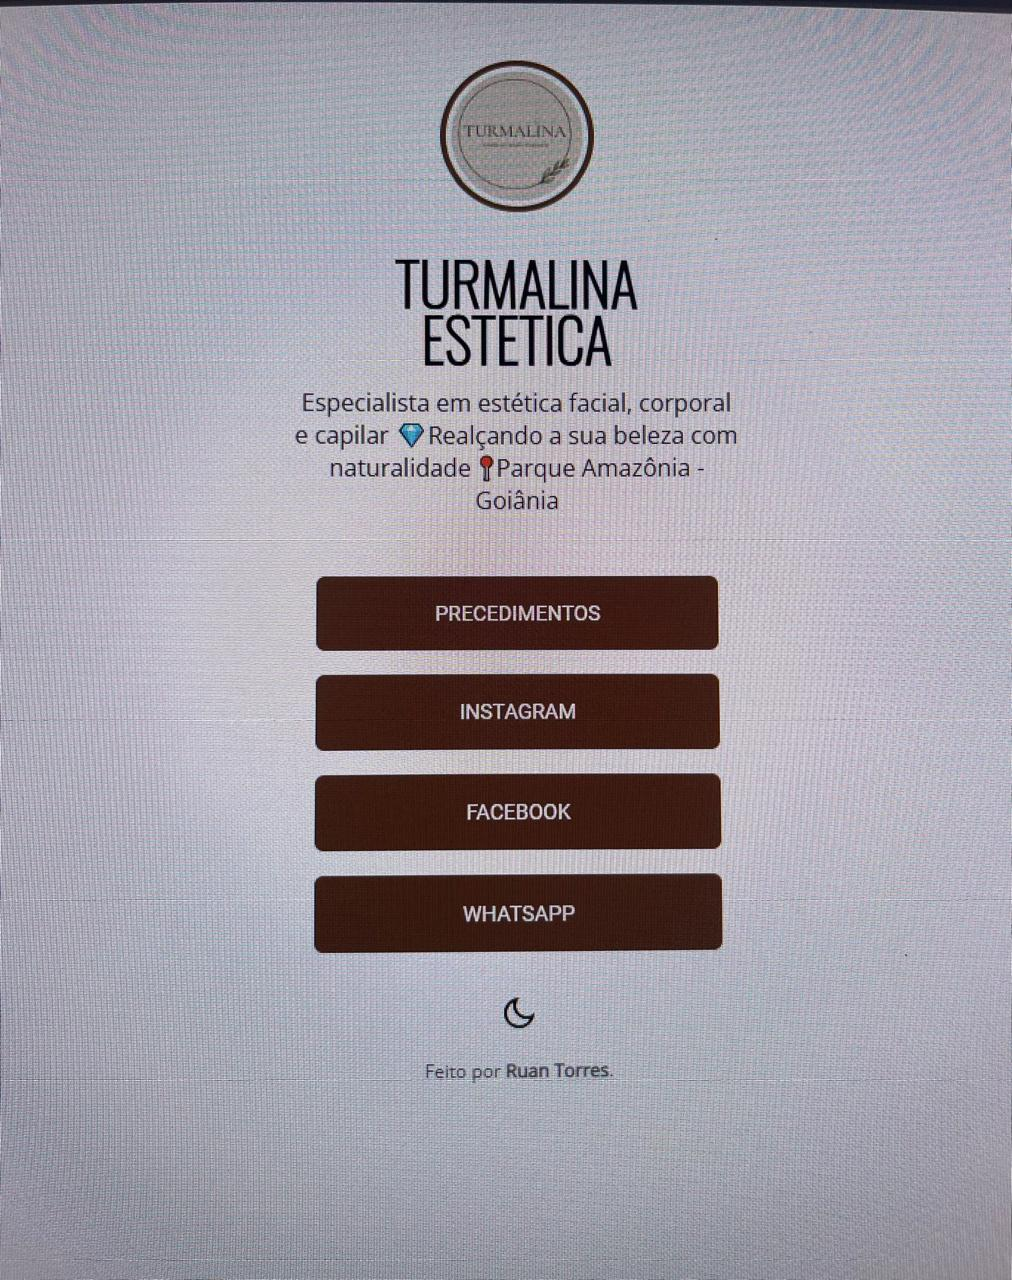 TURMALINA
TURMALINA
ESTETICA
Especialista em estética facial, corporal
e capilar 💎Realçando a sua beleza com
naturalidade 📍Parque Amazônia -
Goiânia
PRECEDIMENTOS
INSTAGRAM
FACEBOOK
WHATSAPP
Feito por Ruan Torres.